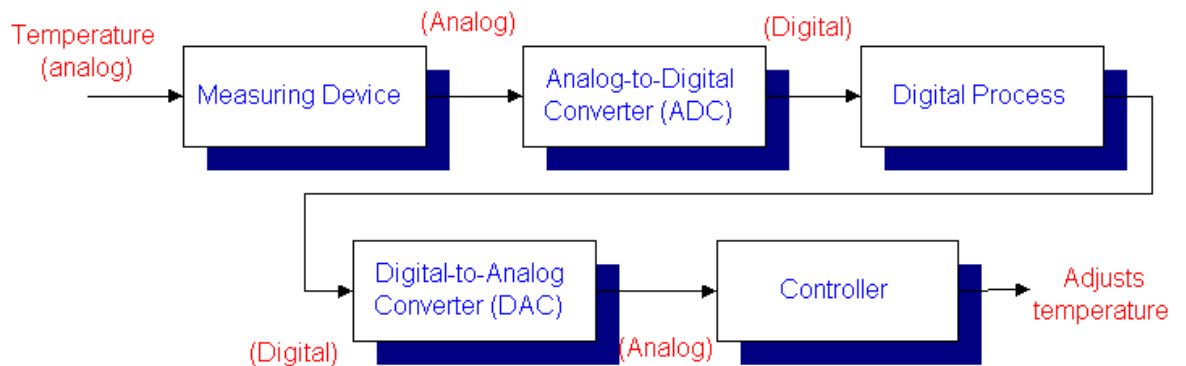 Temperature
(analog)
(Analog)
(Digital)
Measuring Device
Analog-to-Digital
Converter (ADC)
Digital Process
Digital-to-Analog
Converter (DAC)
Controller
Adjusts
temperature
(Digital)
(Analog)